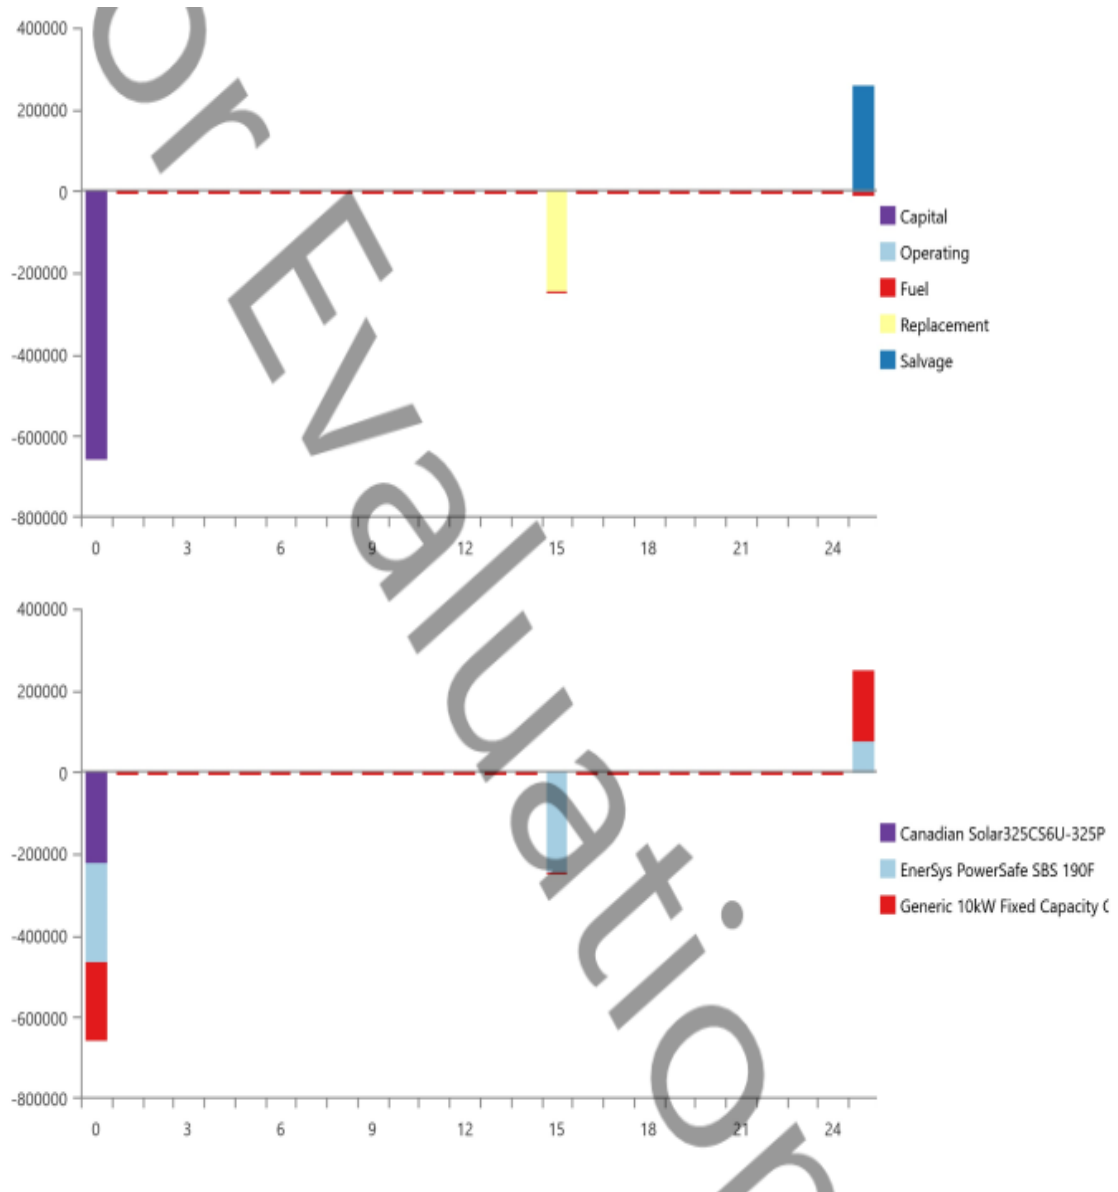 400000
200000
0
-200000
-400000
-600000
-800000
0 3 6 9 12 15 18 21 24
Capital
Operating
Fuel
Replacement
Salvage
or Evaluation
400000
200000
0
-200000
-400000
-600000
-800000
0 3 6 9 12 15 18 21 24
Canadian Solar325CS6U-325P
EnerSys PowerSafe SBS 190F
Generic 10kW Fixed Capacity